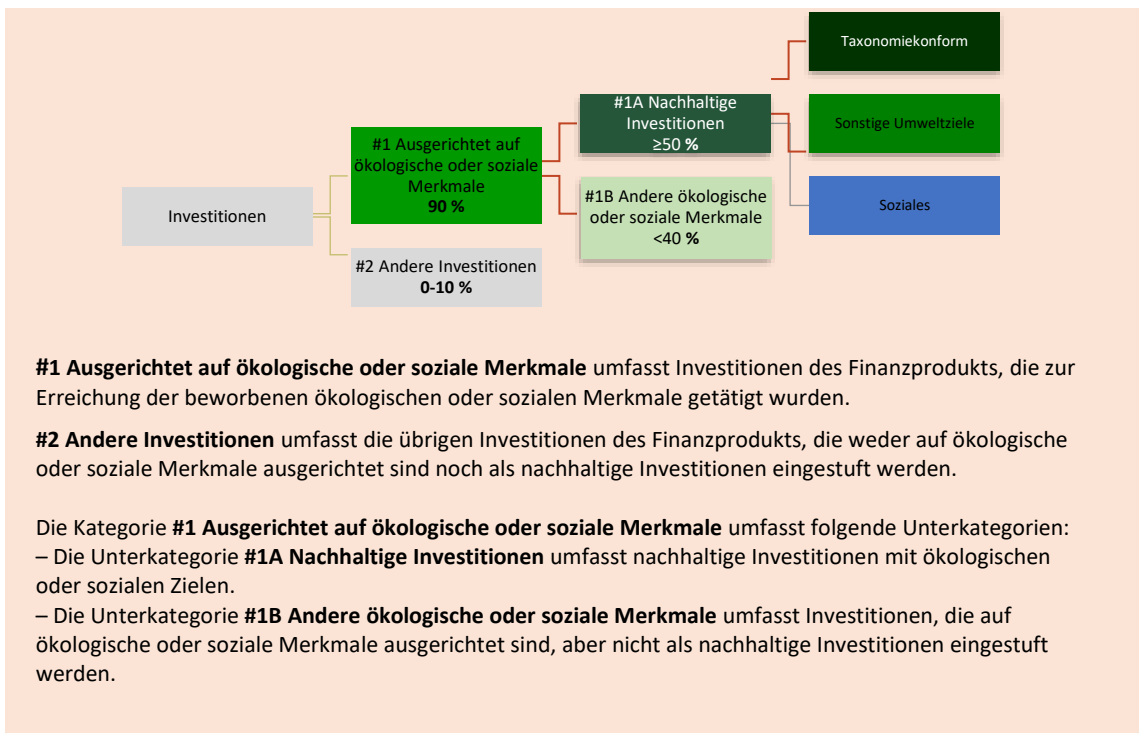 Taxonomiekonform
#1A Nachhaltige
Investitionen
≥50 %
Sonstige Umweltziele
#1 Ausgerichtet auf
ökologische oder soziale
Merkmale
90 %
#1B Andere ökologische
oder soziale Merkmale
<40 %
Soziales
Investitionen
#2 Andere Investitionen
0-10 %
#1 Ausgerichtet auf ökologische oder soziale Merkmale umfasst Investitionen des Finanzprodukts, die zur
Erreichung der beworbenen ökologischen oder sozialen Merkmale getätigt wurden.
#2 Andere Investitionen umfasst die übrigen Investitionen des Finanzprodukts, die weder auf ökologische
oder soziale Merkmale ausgerichtet sind noch als nachhaltige Investitionen eingestuft werden.
Die Kategorie #1 Ausgerichtet auf ökologische oder soziale Merkmale umfasst folgende Unterkategorien:
– Die Unterkategorie #1A Nachhaltige Investitionen umfasst nachhaltige Investitionen mit ökologischen
oder sozialen Zielen.
– Die Unterkategorie #1B Andere ökologische oder soziale Merkmale umfasst Investitionen, die auf
ökologische oder soziale Merkmale ausgerichtet sind, aber nicht als nachhaltige Investitionen eingestuft
werden.